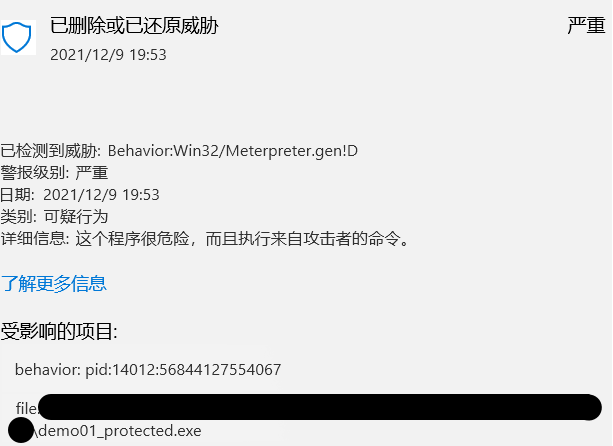 已删除或已还原威胁 严重
2021/12/9 19:53
已检测到威胁: Behavior:Win32/Meterpreter.gen!D
警报级别: 严重
日期: 2021/12/9 19:53
类别: 可疑行为
详细信息: 这个程序很危险，而且执行来自攻击者的命令。
了解更多信息
受影响的项目:
behavior: pid:14012:56844127554067
file:
\demo01_protected.exe